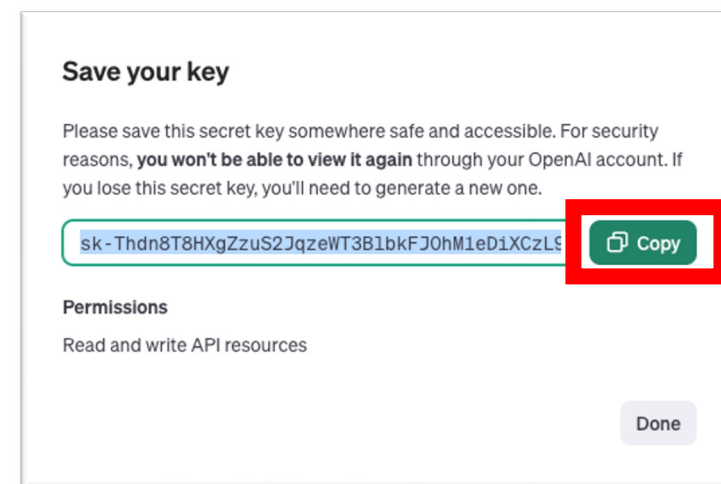 Save your key
Please save this secret key somewhere safe and accessible. For security
reasons, you won't be able to view it again through your OpenAI account. If
you lose this secret key, you'll need to generate a new one.
sk-Thdn8T8HXgZzuS2JqzeWT3BlbkFJOhM1eDiXCzL
Copy
Permissions
Read and write API resources
Done